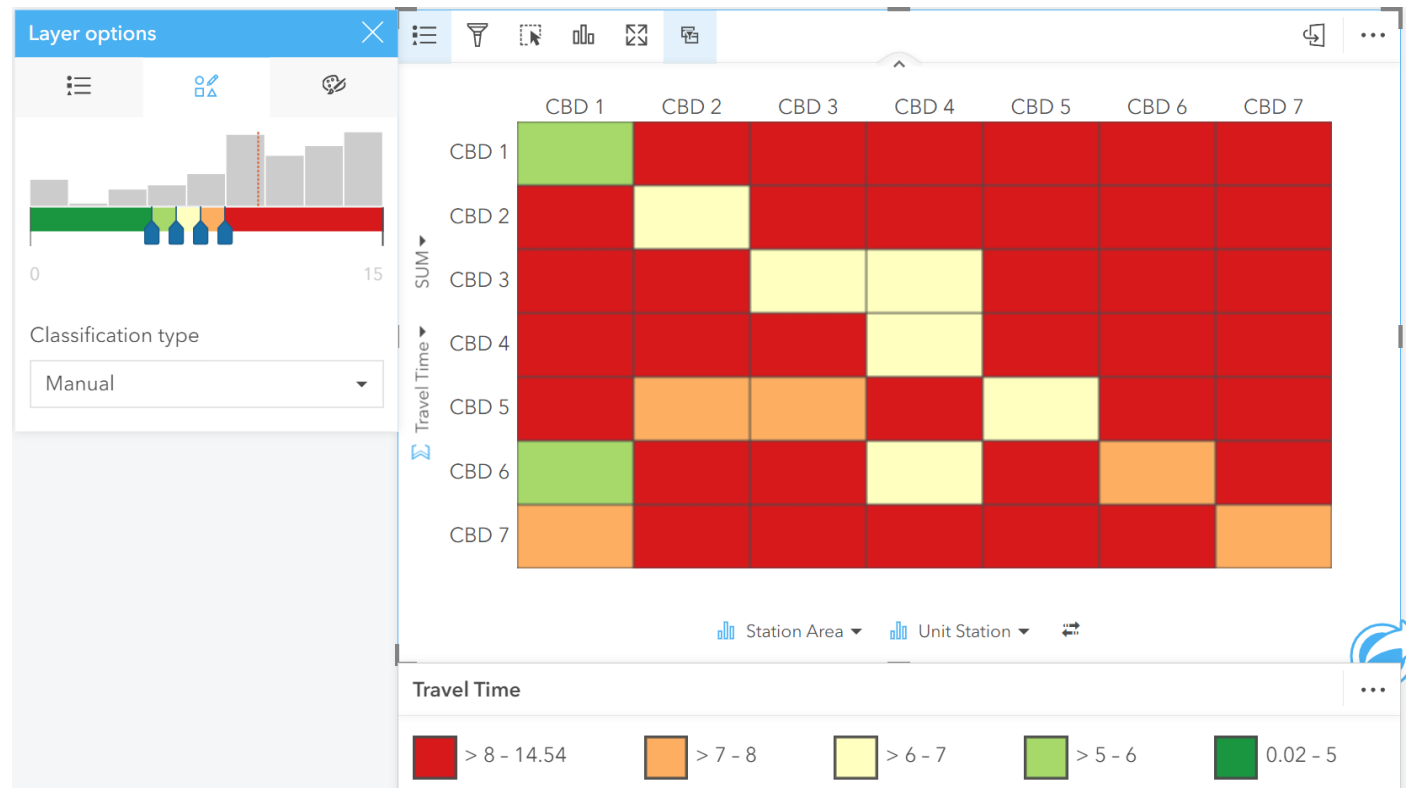 Layer options
0 15
Classification type
Manual
CBD 1 CBD 2 CBD 3 CBD 4 CBD 5 CBD 6 CBD 7
CBD 1
CBD 2
CBD 3
CBD 4
CBD 5
CBD 6
CBD 7
SUM
Travel Time
Station Area Unit Station
Travel Time
> 8 – 14.54 > 7 – 8 > 6 – 7 > 5 – 6 0.02 – 5